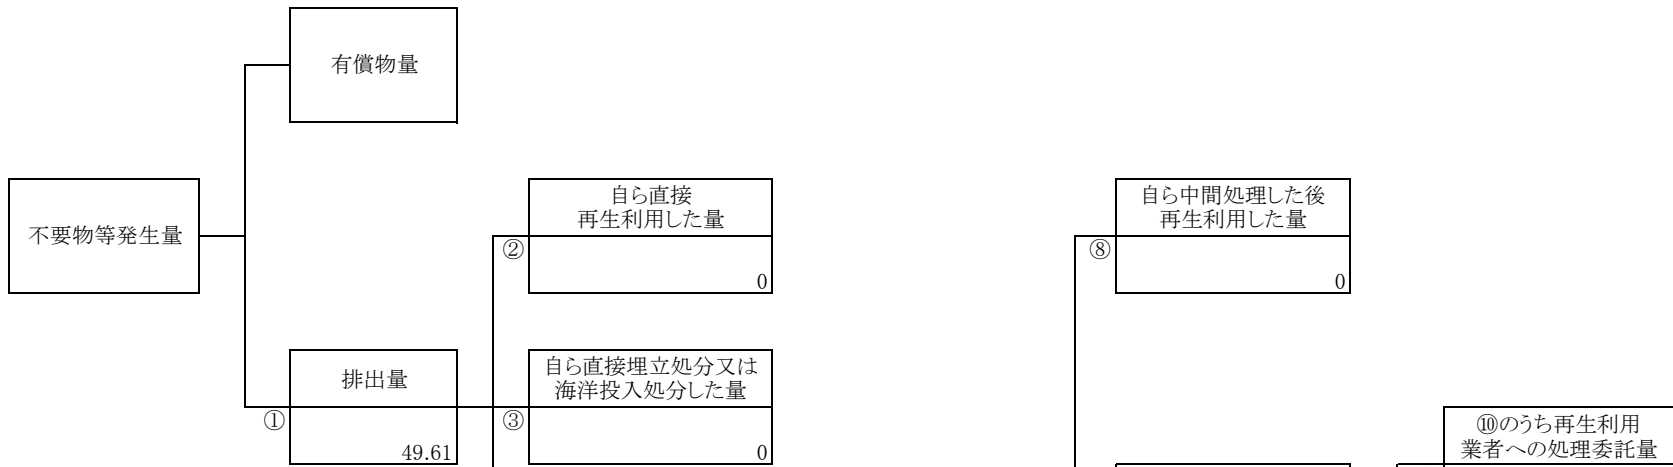 有償物量
不要物等発生量
自ら直接
再生利用した量
②
0
自ら中間処理した後
再生利用した量
⑧
0
排出量
①
49.61
自ら直接埋立処分又は
海洋投入処分した量
③
0
⑩のうち再生利用
業者への処理委託量